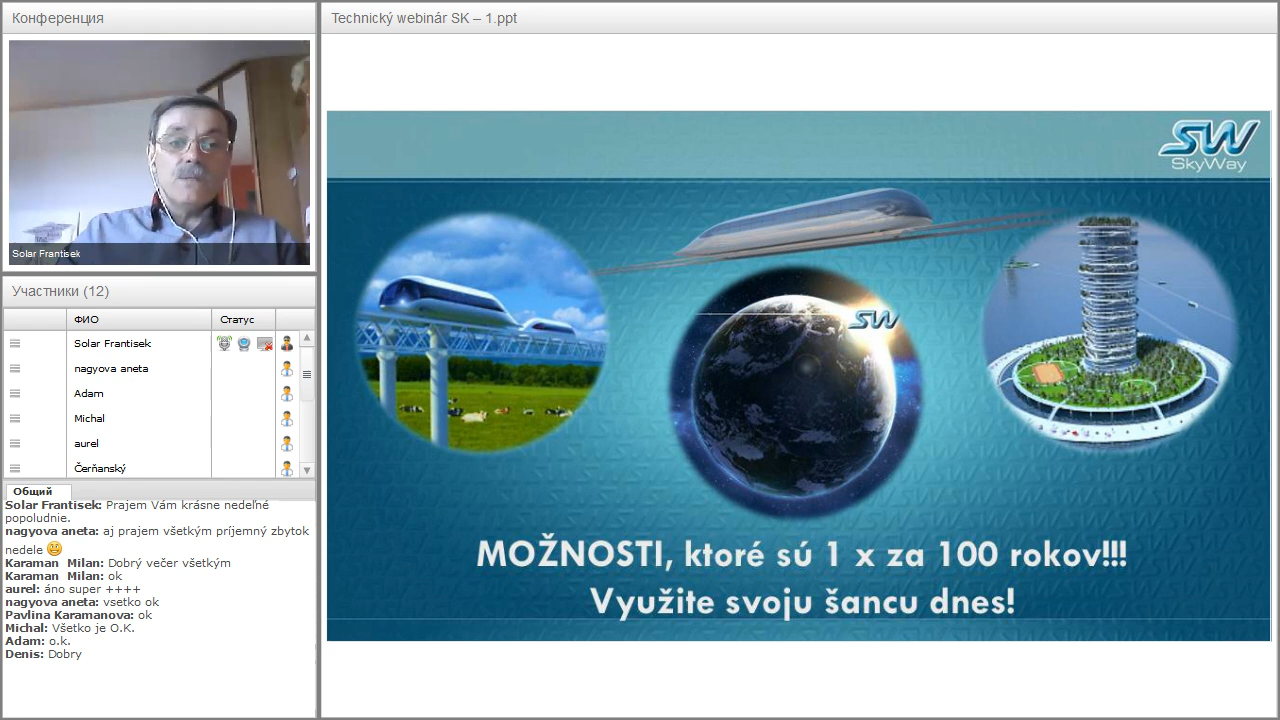 Конференция
Solar Frantisek
Участники (12)
ФИО Статус
Solar Frantisek
nagyova aneta
Adam
Michal
aurel
Čerňanský
Общий
Solar Frantisek: Prajem Vám krásne nedeľné
popoludnie.
nagyova aneta: aj prajem všetkým príjemný zbytok
nedele
Karaman Milan: Dobrý večer všetkým
Karaman Milan: ok
aurel: áno super ++++
nagyova aneta: vsetko ok
Pavlina Karamanova: ok
Michal: Všetko je O.K.
Adam: o.k.
Denis: Dobry
Technický webinár SK – 1.ppt
SW
SkyWay
SW
MOŽNOSTI, ktoré sú 1 x za 100 rokov!!!
Využite svoju šancu dnes!